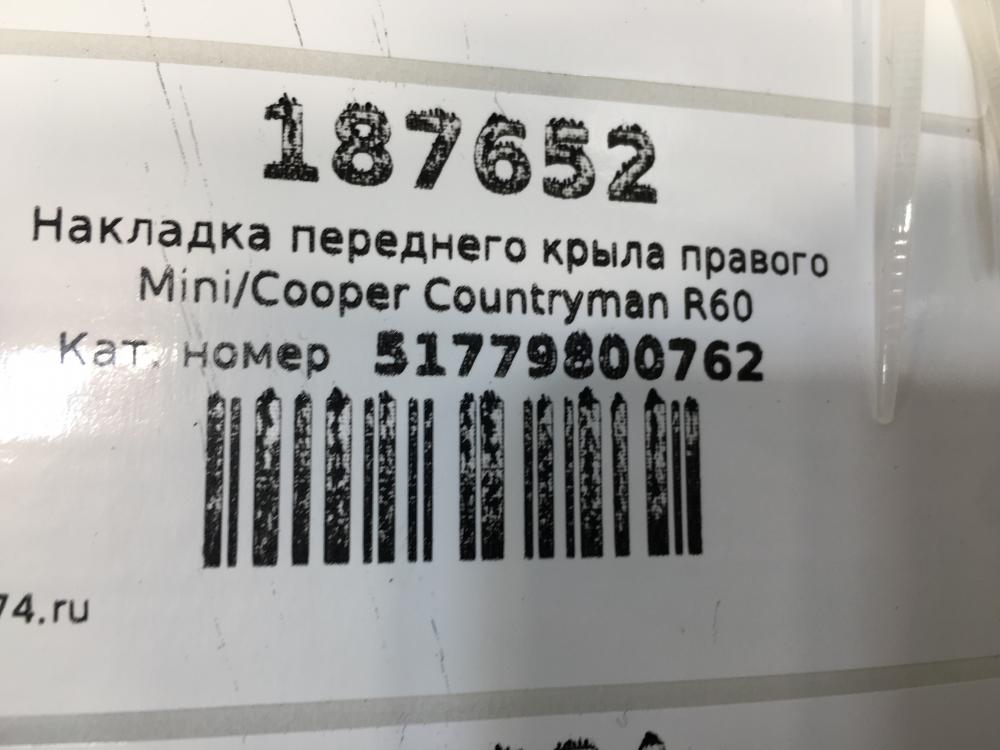 187652
Накладка переднего крыла правого
Mini/Cooper Countryman R60
Кат. номер 51779800762
74.ru